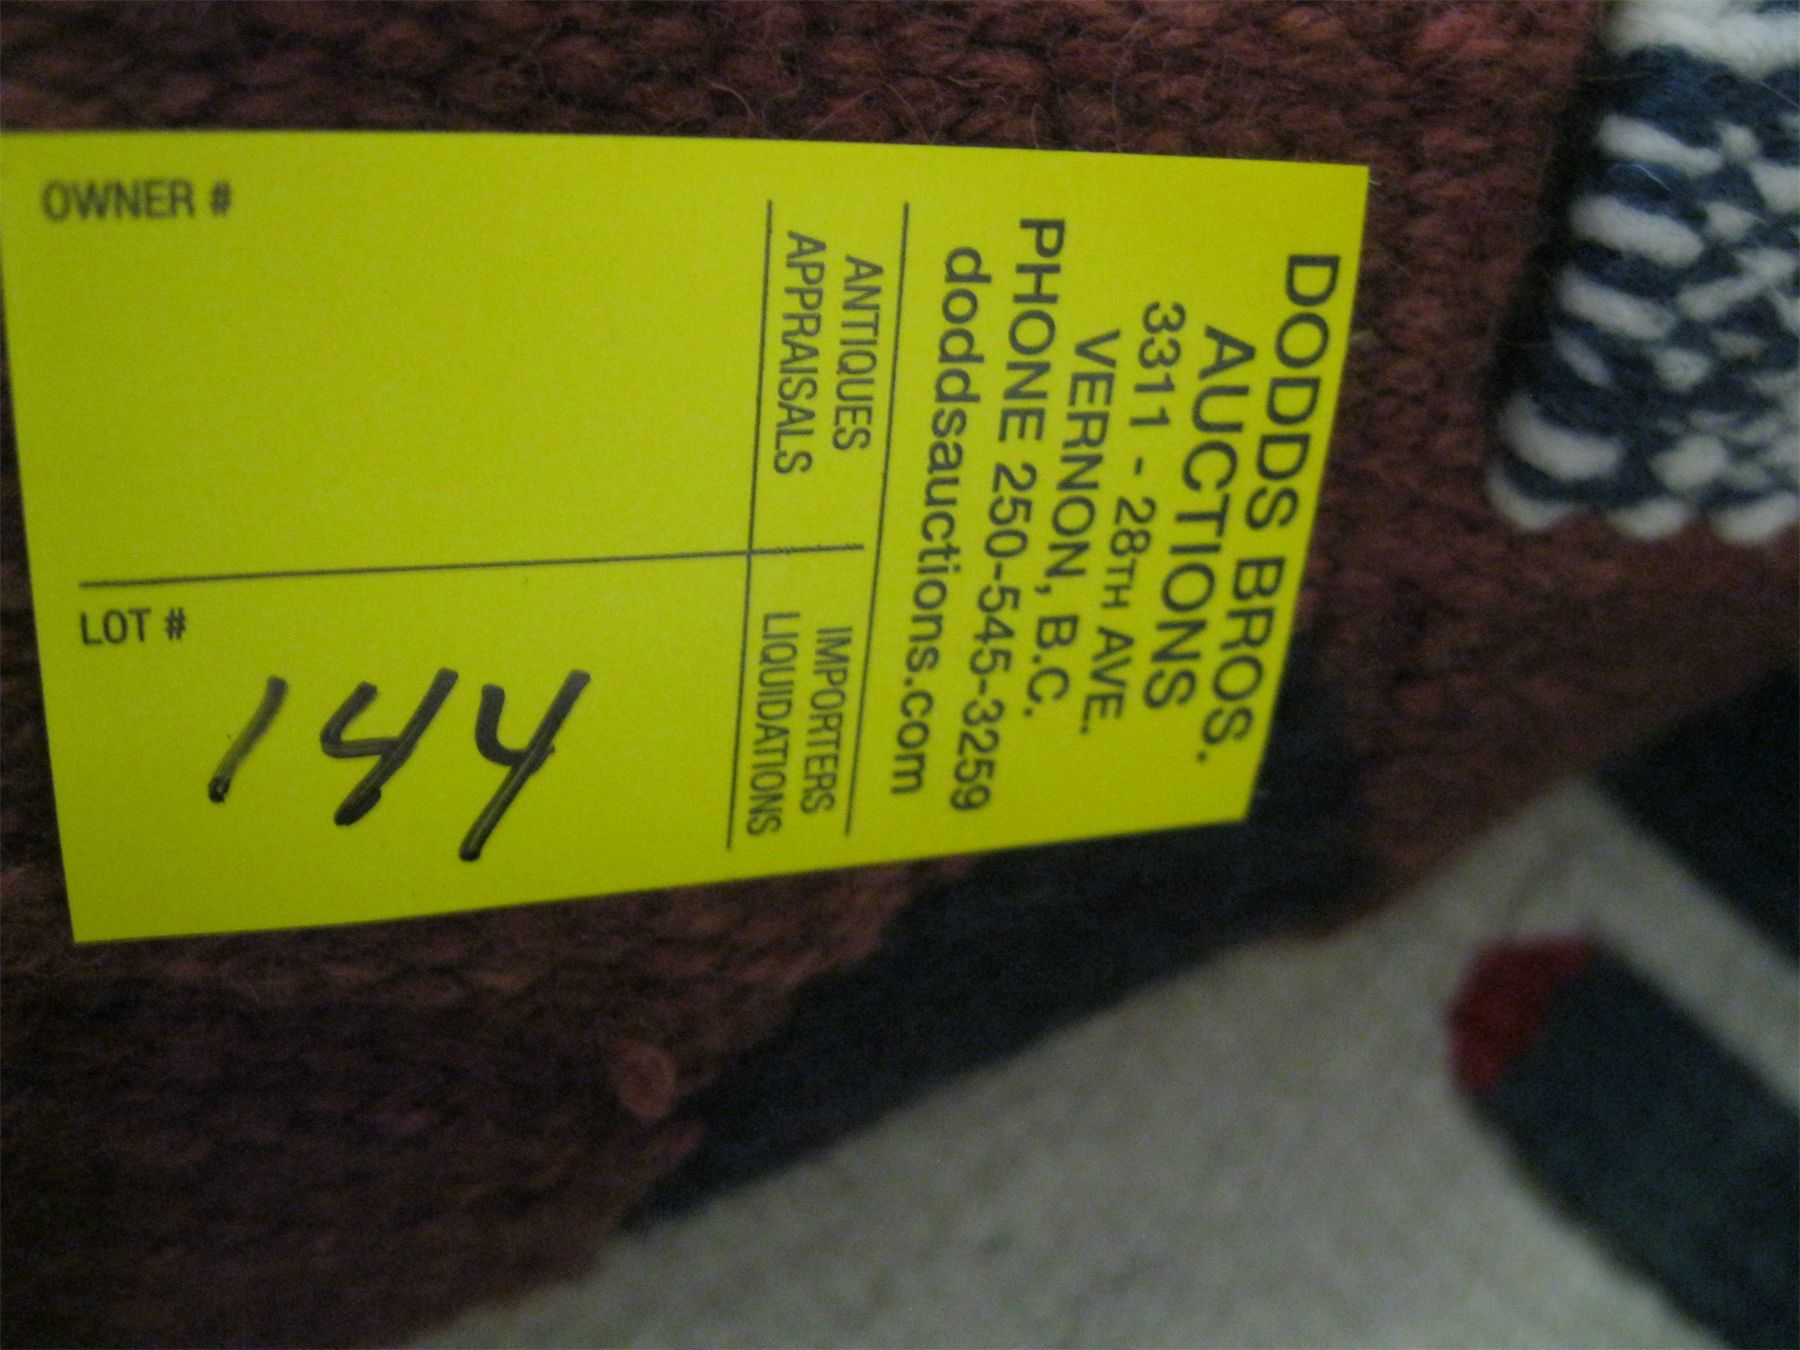 DODDS BROS.
AUCTIONS
3311 - 28TH AVE.
VERNON, B.C.
PHONE 250-545-3259
doddsauctions.com
ANTIQUES
APPRAISALS
IMPORTERS
LIQUIDATIONS
OWNER #
LOT #
144